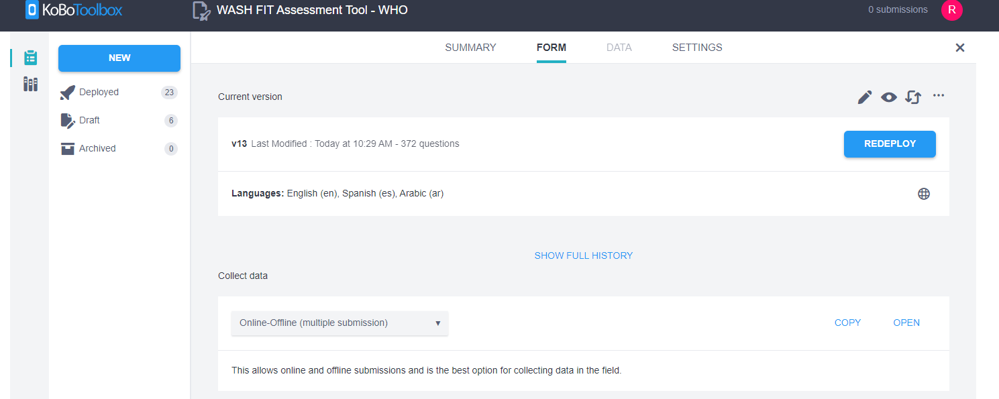 KoBoToolbox
WASH FIT Assessment Tool - WHO
0 submissions
R
NEW
Deployed 23
Draft 6
Archived 0
SUMMARY FORM DATA SETTINGS
Current version
v13 Last Modified : Today at 10:29 AM - 372 questions
REDEPLOY
Languages: English (en), Spanish (es), Arabic (ar)
SHOW FULL HISTORY
Collect data
Online-Offline (multiple submission)
COPY OPEN
This allows online and offline submissions and is the best option for collecting data in the field.